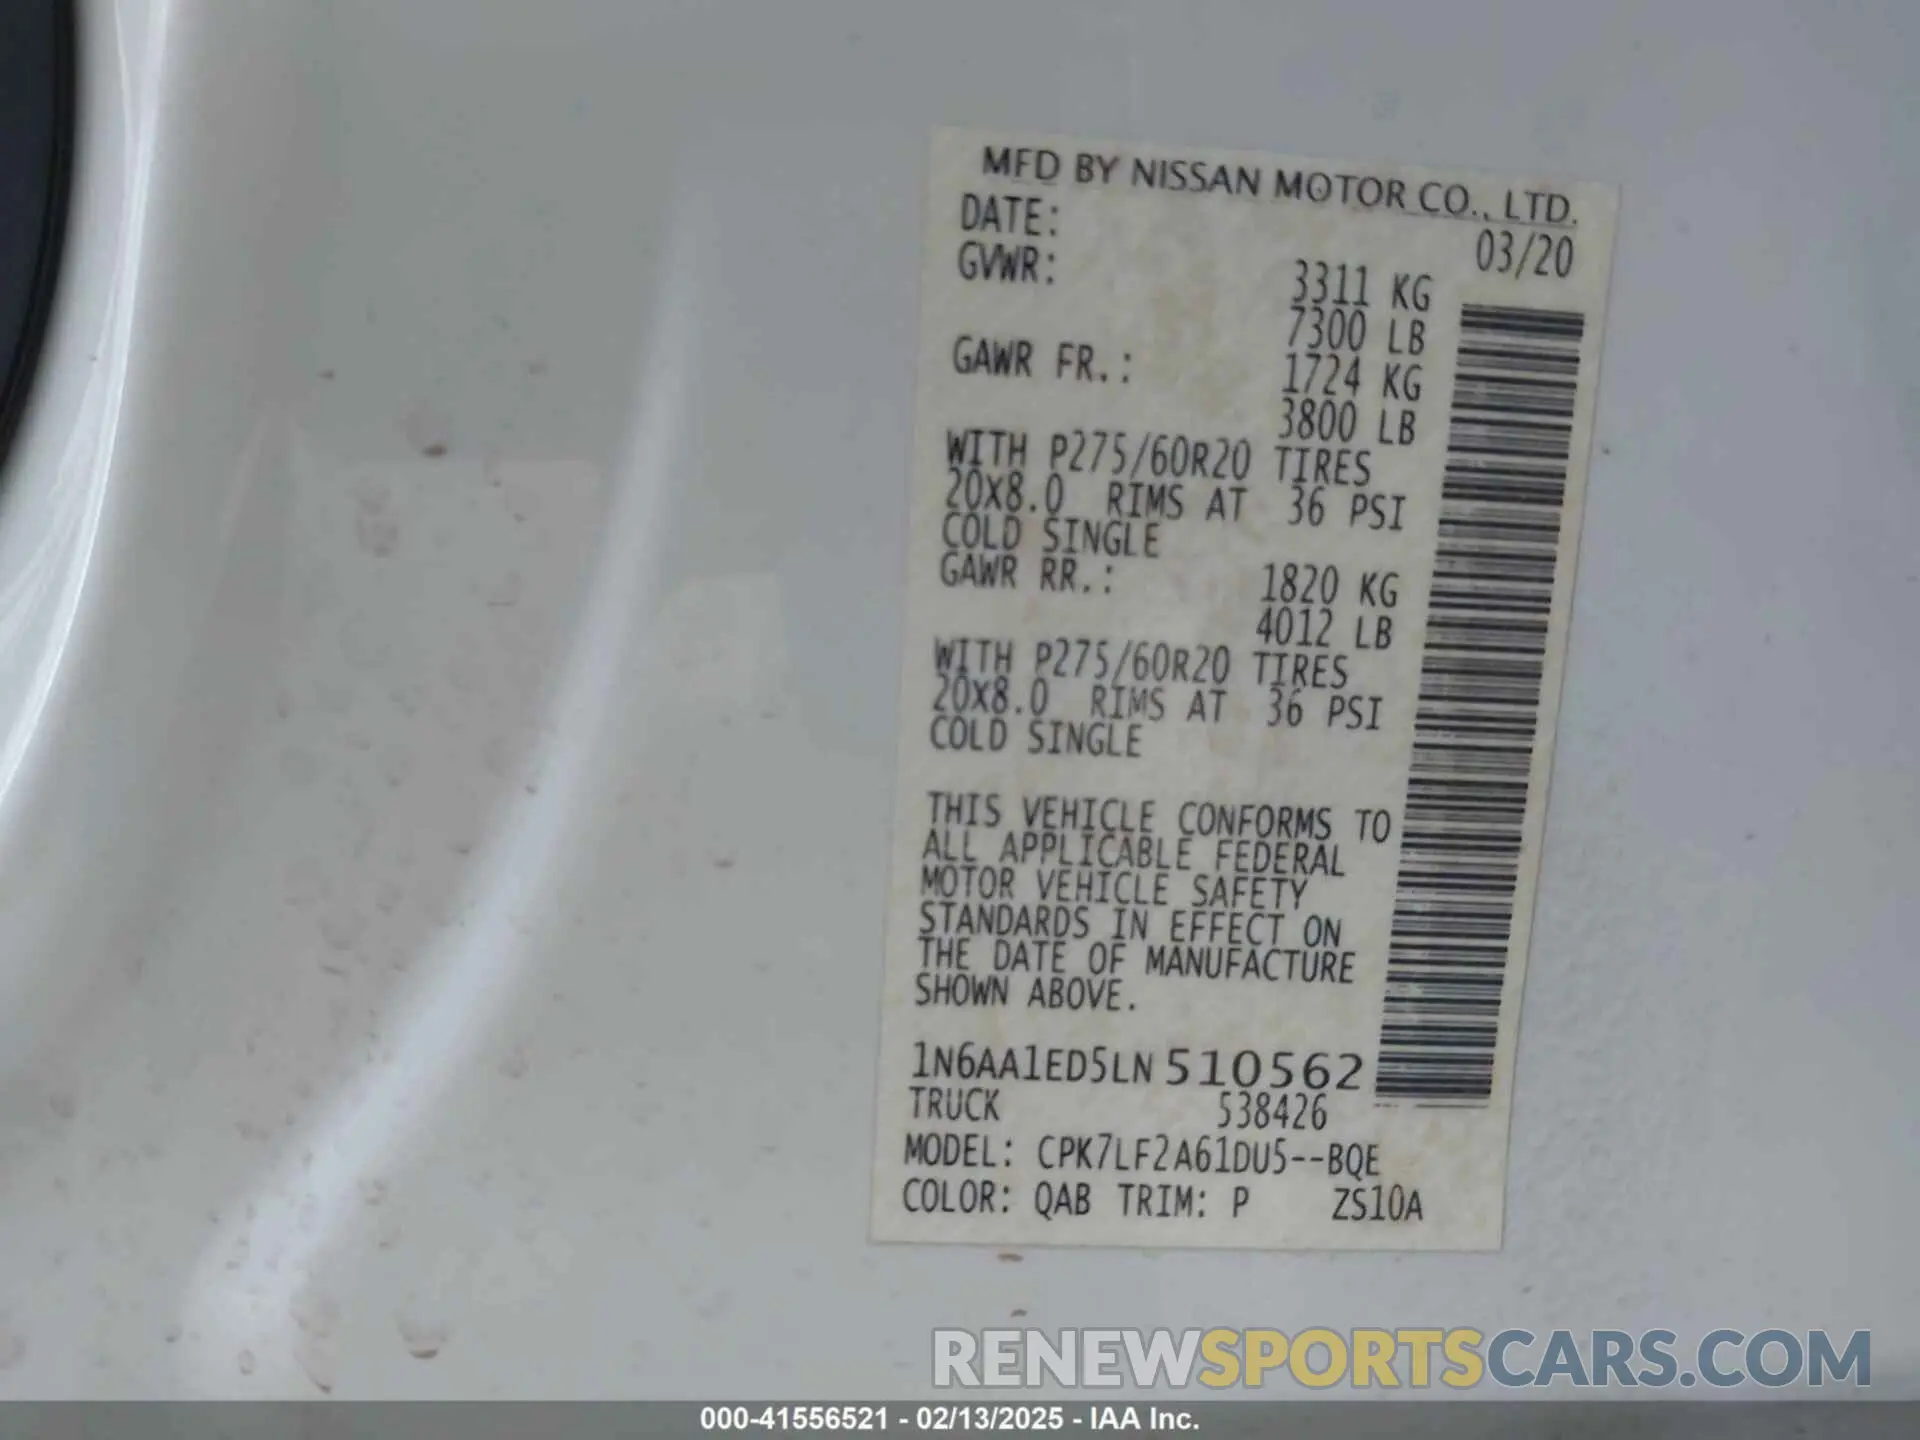 MFD BY NISSAN MOTOR CO., LTD.
DATE: 03/20
GVWR: 3311 KG
7300 LB
GAWR FR.: 1724 KG
3800 LB
WITH P275/60R20 TIRES
20X8.0 RIMS AT 36 PSI
COLD SINGLE
GAWR RR.: 1820 KG
4012 LB
WITH P275/60R20 TIRES
20X8.0 RIMS AT 36 PSI
COLD SINGLE
THIS VEHICLE CONFORMS TO
ALL APPLICABLE FEDERAL
MOTOR VEHICLE SAFETY
STANDARDS IN EFFECT ON
THE DATE OF MANUFACTURE
SHOWN ABOVE.
1N6AA1ED5LN510562
TRUCK 538426
MODEL: CPK7LF2A61DU5--BQE
COLOR: QAB TRIM: P ZS10A
RENEWSPORTSCARS.COM
000-41556521 - 02/13/2025 - IAA Inc.